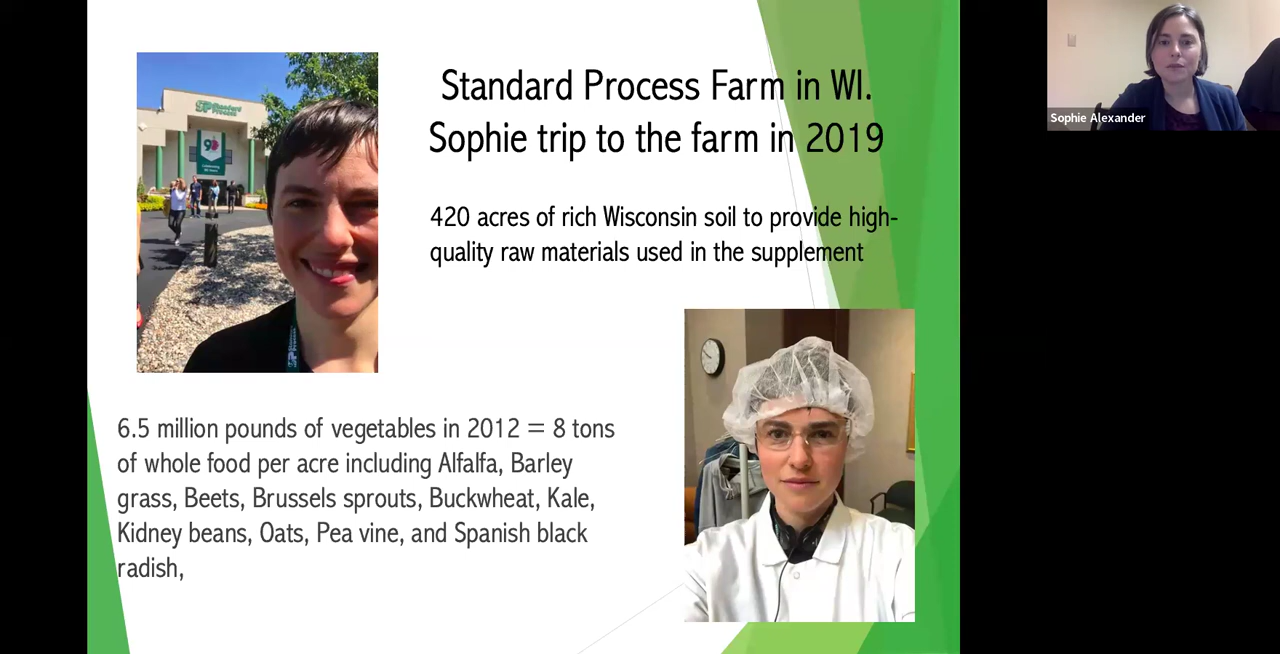 Standard Process Farm in WI.
Sophie trip to the farm in 2019
420 acres of rich Wisconsin soil to provide high-
quality raw materials used in the supplement
6.5 million pounds of vegetables in 2012 = 8 tons
of whole food per acre including Alfalfa, Barley
grass, Beets, Brussels sprouts, Buckwheat, Kale,
Kidney beans, Oats, Pea vine, and Spanish black
radish,
Standard
Process
90
Sophie Alexander